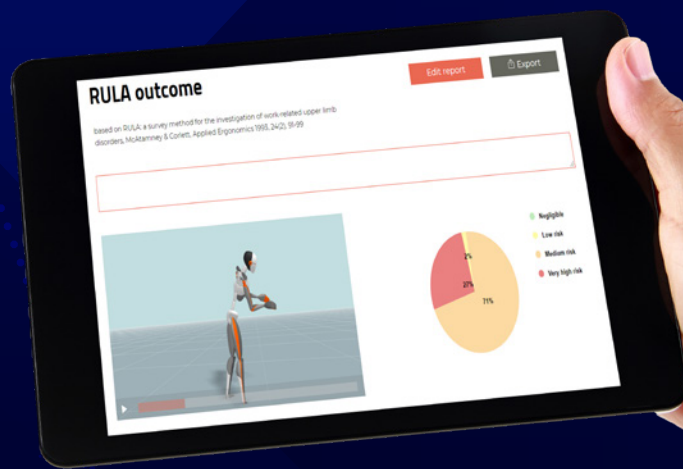 RULA outcome
Edit report
Export
based on RULA: a survey method for the investigation of work-related upper limb
disorders, McAtamney & Corlett, Applied Ergonomics 1993, 24(2), 91-99
Negligible
Low risk
Medium risk
Very high risk
2%
27%
71%